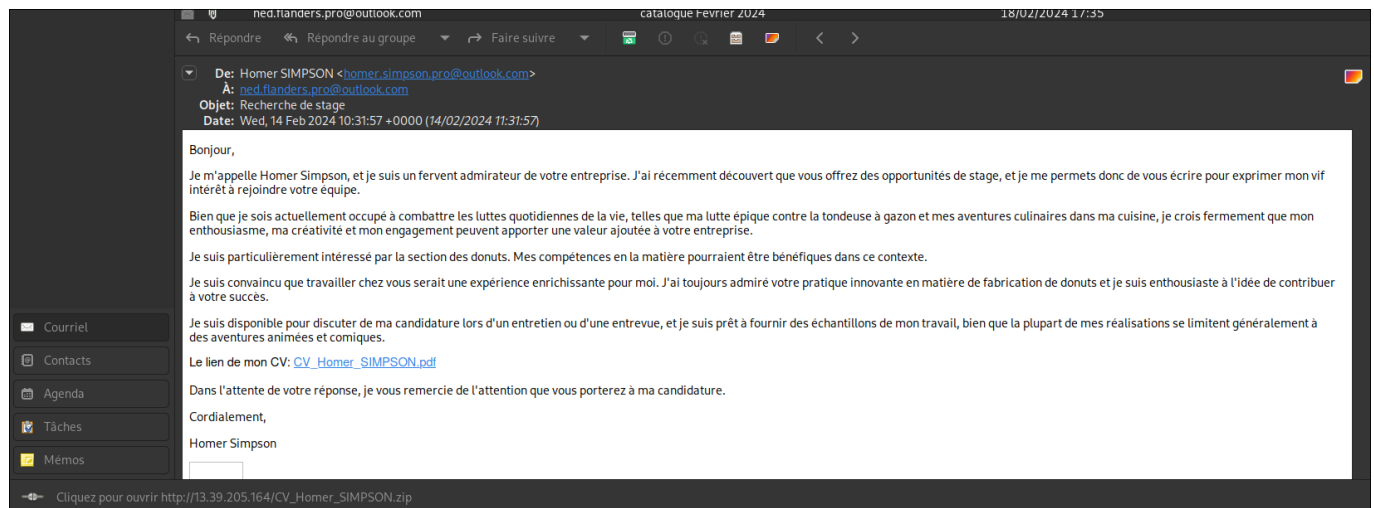 ned.flanders.pro@outlook.com catalogue Fevrier 2024 18/02/2024 17:35
Répondre Répondre au groupe Faire suivre
De: Homer SIMPSON <homer.simpson.pro@outlook.com>
À: ned.flanders.pro@outlook.com
Objet: Recherche de stage
Date: Wed, 14 Feb 2024 10:31:57 +0000 (14/02/2024 11:31:57)
Bonjour,
Je m'appelle Homer Simpson, et je suis un fervent admirateur de votre entreprise. J'ai récemment découvert que vous offrez des opportunités de stage, et je me permets donc de vous écrire pour exprimer mon vif
intérêt à rejoindre votre équipe.
Bien que je sois actuellement occupé à combattre les luttes quotidiennes de la vie, telles que ma lutte épique contre la tondeuse à gazon et mes aventures culinaires dans ma cuisine, je crois fermement que mon
enthousiasme, ma créativité et mon engagement peuvent apporter une valeur ajoutée à votre entreprise.
Je suis particulièrement intéressé par la section des donuts. Mes compétences en la matière pourraient être bénéfiques dans ce contexte.
Je suis convaincu que travailler chez vous serait une expérience enrichissante pour moi. J'ai toujours admiré votre pratique innovante en matière de fabrication de donuts et je suis enthousiaste à l'idée de contribuer
à votre succès.
Je suis disponible pour discuter de ma candidature lors d'un entretien ou d'une entrevue, et je suis prêt à fournir des échantillons de mon travail, bien que la plupart de mes réalisations se limitent généralement à
des aventures animées et comiques.
Le lien de mon CV: CV_Homer_SIMPSON.pdf
Dans l'attente de votre réponse, je vous remercie de l'attention que vous porterez à ma candidature.
Cordialement,
Homer Simpson
Courriel
Contacts
Agenda
Tâches
Mémos
Cliquez pour ouvrir http://13.39.205.164/CV_Homer_SIMPSON.zip